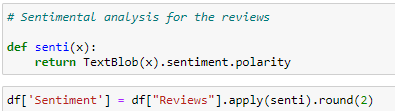 # Sentimental analysis for the reviews
def senti(x):
    return TextBlob(x).sentiment.polarity
df['Sentiment'] = df["Reviews"].apply(senti).round(2)